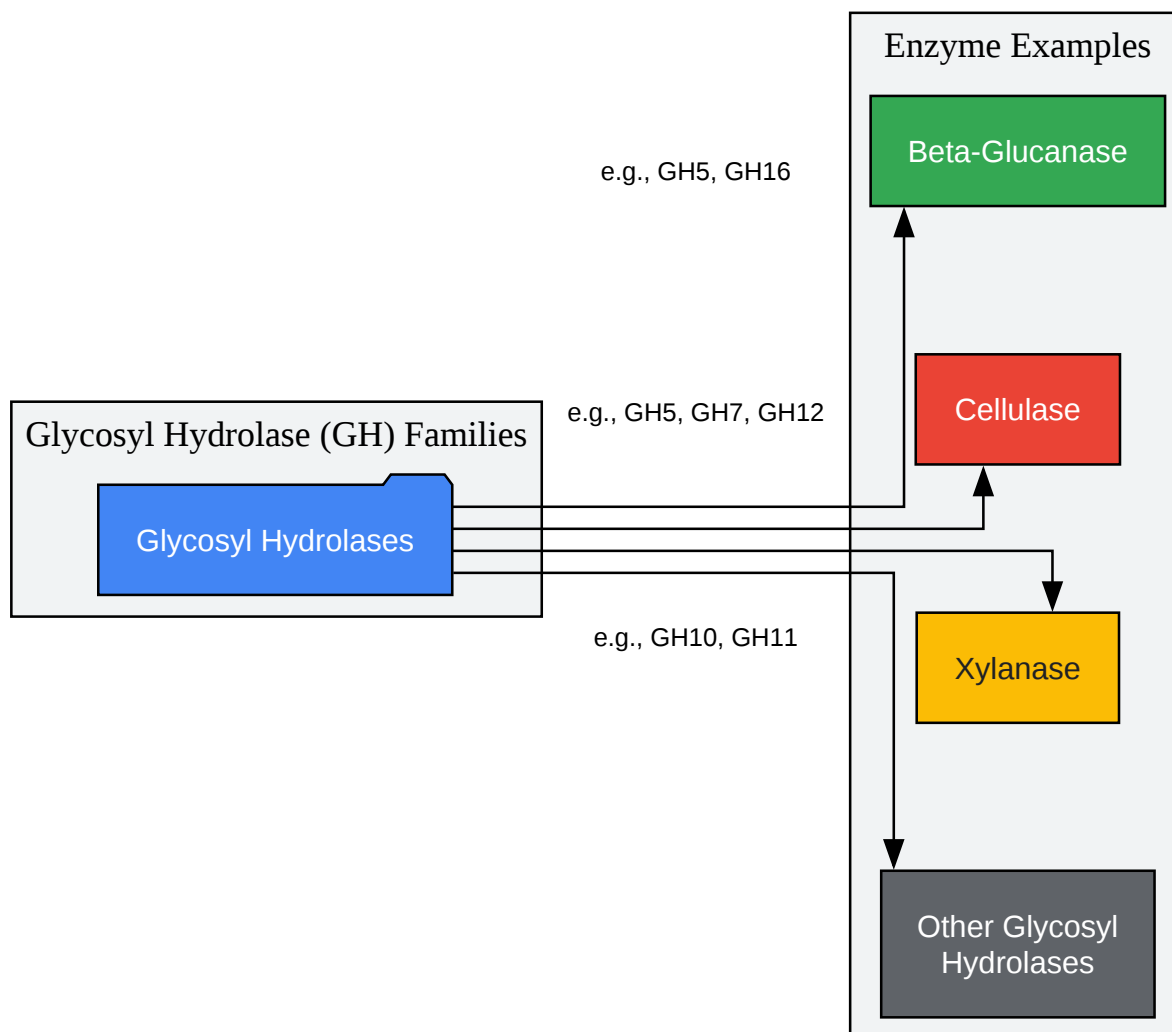 Enzyme Examples
Beta-Glucanase
e.g., GH5, GH16
Cellulase
e.g., GH5, GH7, GH12
Glycosyl Hydrolase (GH) Families
Glycosyl Hydrolases
e.g., GH10, GH11
Xylanase
Other Glycosyl
Hydrolases